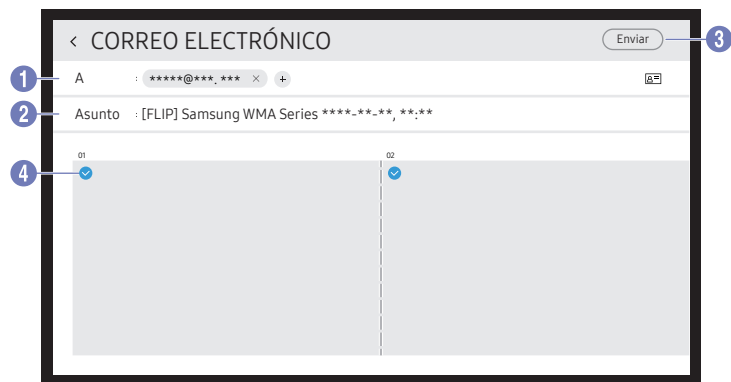 < CORREO ELECTRÓNICO Enviar 3
1 A : *****@***.*** × +
2 Asunto : [FLIP] Samsung WMA Series ****-**-**, **:**
01 02
4